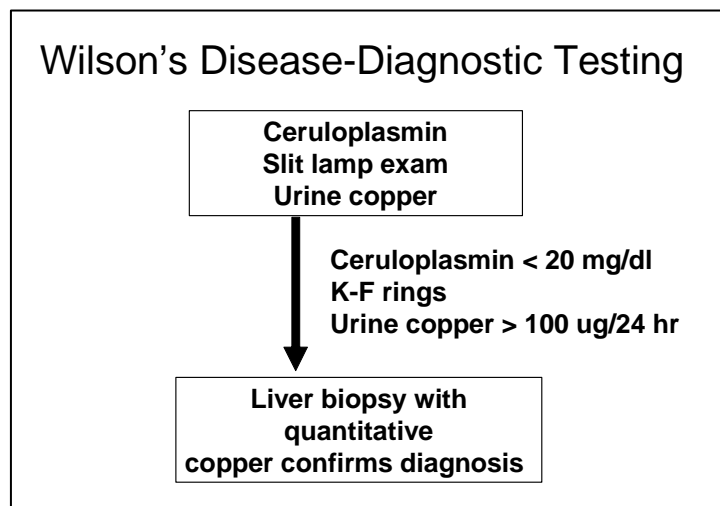 Wilson’s Disease-Diagnostic Testing
Ceruloplasmin
Slit lamp exam
Urine copper
Ceruloplasmin < 20 mg/dl
K-F rings
Urine copper > 100 ug/24 hr
Liver biopsy with
quantitative
copper confirms diagnosis